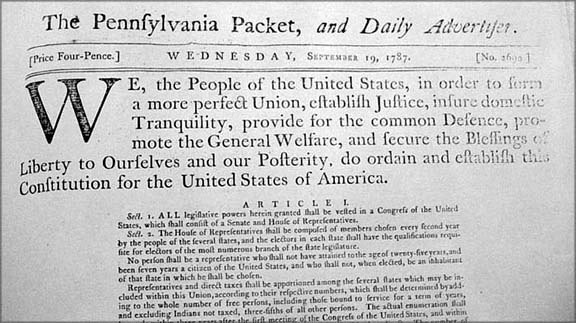 The Pennſylvania Packet, and Daily Advertiſer.
[Price Four-Pence.] WEDNESDAY, SEPTEMBER 19, 1787. [No. 2690.]
WE, the People of the United States, in order to form
a more perfect Union, eſtabliſh Juſtice, inſure domeſtic
Tranquility, provide for the common Defence, pro-
mote the General Welfare, and ſecure the Bleſſings of
Liberty to Ourſelves and our Poſterity, do ordain and eſtabliſh this
Conſtitution for the United States of America.
ARTICLE I.
Sect. 1. ALL legiſlative powers herein granted ſhall be veſted in a Congreſs of the United
States, which ſhall conſiſt of a Senate and Houſe of Repreſentatives.
Sect. 2. The Houſe of Repreſentatives ſhall be compoſed of members choſen every ſecond year
by the people of the ſeveral ſtates, and the electors in each ſtate ſhall have the qualifications requi-
ſite for electors of the moſt numerous branch of the ſtate legiſlature.
No perſon ſhall be a repreſentative who ſhall not have attained to the age of twenty-five years, and
been ſeven years a citizen of the United States, and who ſhall not, when elected, be an inhabitant
of that ſtate in which he ſhall be choſen.
Repreſentatives and direct taxes ſhall be apportioned among the ſeveral ſtates which may be in-
cluded within this Union, according to their reſpective numbers, which ſhall be determined by add-
ing to the whole number of free perſons, including thoſe bound to ſervice for a term of years,
and excluding Indians not taxed, three-fifths of all other perſons. The actual enumeration ſhall
years after the firſt meeting of the Congreſs of the United States, and within